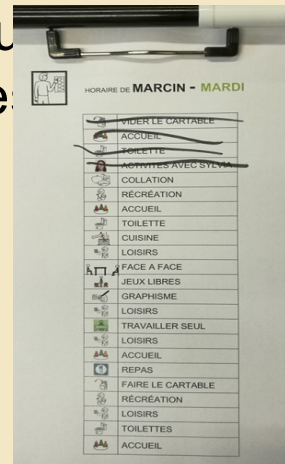 HORAIRE DE MARCIN - MARDI
VIDER LE CARTABLE
ACCUEIL
TOILETTE
ACTIVITES AVEC SYLVIA
COLLATION
RÉCRÉATION
ACCUEIL
TOILETTE
CUISINE
LOISIRS
FACE A FACE
JEUX LIBRES
GRAPHISME
LOISIRS
TRAVAILLER SEUL
LOISIRS
ACCUEIL
REPAS
FAIRE LE CARTABLE
RÉCRÉATION
LOISIRS
TOILETTES
ACCUEIL